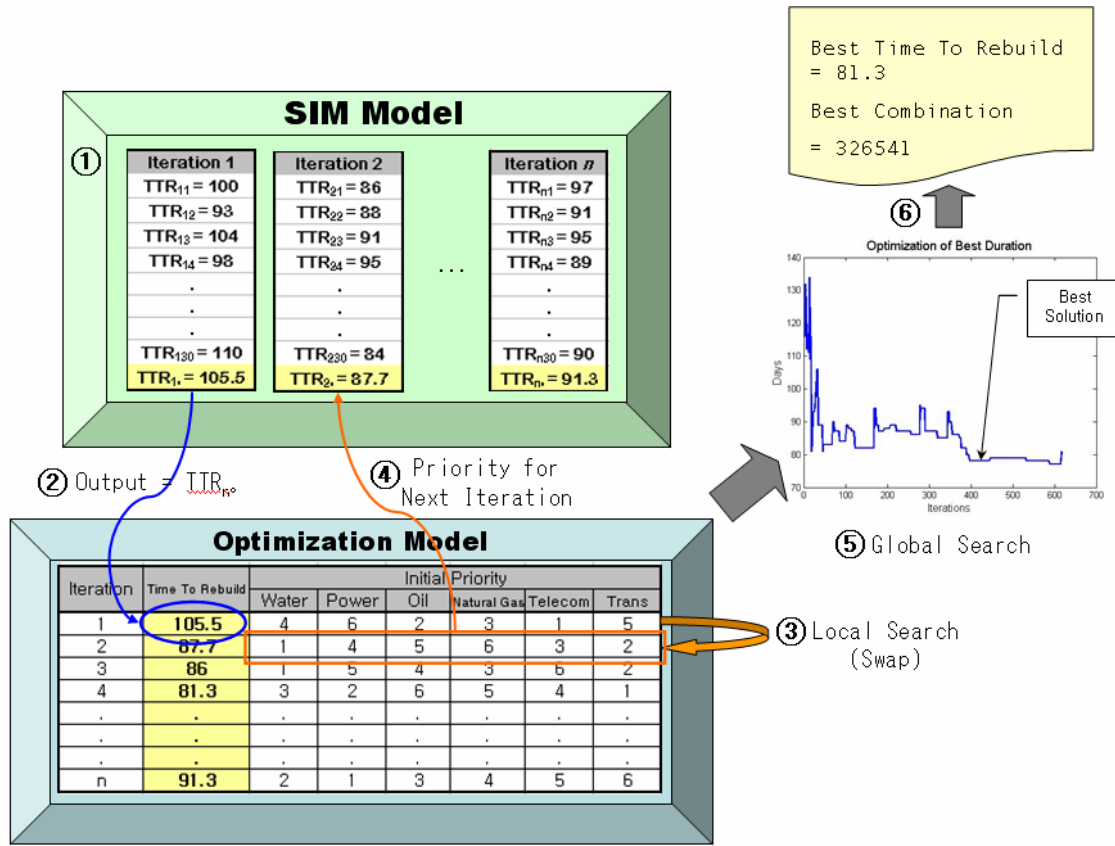 SIM Model
①
Iteration 1
TTR₁₁ = 100
TTR₁₂ = 93
TTR₁₃ = 104
TTR₁₄ = 98
.
.
.
TTR₁₃₀ = 110
TTR₁. = 105.5
Iteration 2
TTR₂₁ = 86
TTR₂₂ = 88
TTR₂₃ = 91
TTR₂₄ = 95
.
.
.
TTR₂₃₀ = 84
TTR₂. = 87.7
...
Iteration n
TTRₙ₁ = 97
TTRₙ₂ = 91
TTRₙ₃ = 95
TTRₙ₄ = 89
.
.
.
TTRₙ₃₀ = 90
TTRₙ. = 91.3
② Output = TTRₙ。
④ Priority for
Next Iteration
Optimization Model
Iteration Time To Rebuild Initial Priority
Water Power Oil Natural Gas Telecom Trans
1 105.5 4 6 2 3 1 5
2 87.7 1 4 5 6 3 2
3 86 1 5 4 3 6 2
4 81.3 3 2 6 5 4 1
. . . . . . . .
. . . . . . . .
. . . . . . . .
n 91.3 2 1 3 4 5 6
③ Local Search
(Swap)
⑤ Global Search
Optimization of Best Duration
Days
140
130
120
110
100
90
80
70
0 100 200 300 400 500 600 700
Iterations
Best
Solution
⑥
Best Time To Rebuild
= 81.3
Best Combination
= 326541